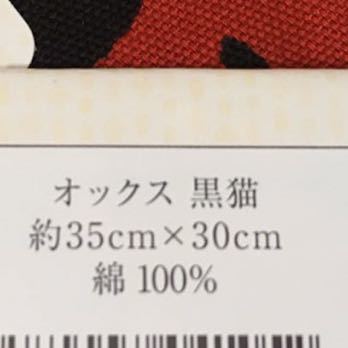 オックス 黒猫
約35cm×30cm
綿 100%